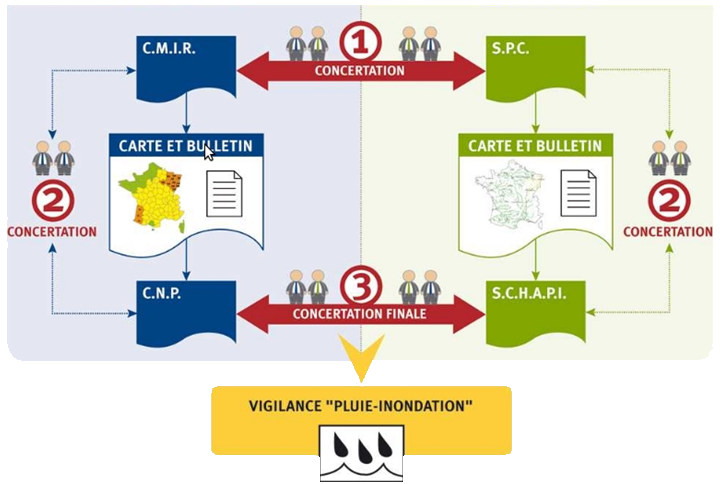 1
C.M.I.R.
S.P.C.
CONCERTATION
CARTE ET BULLETIN
CARTE ET BULLETIN
2
2
CONCERTATION
CONCERTATION
3
C.N.P.
S.C.H.A.P.I.
CONCERTATION FINALE
VIGILANCE "PLUIE-INONDATION"